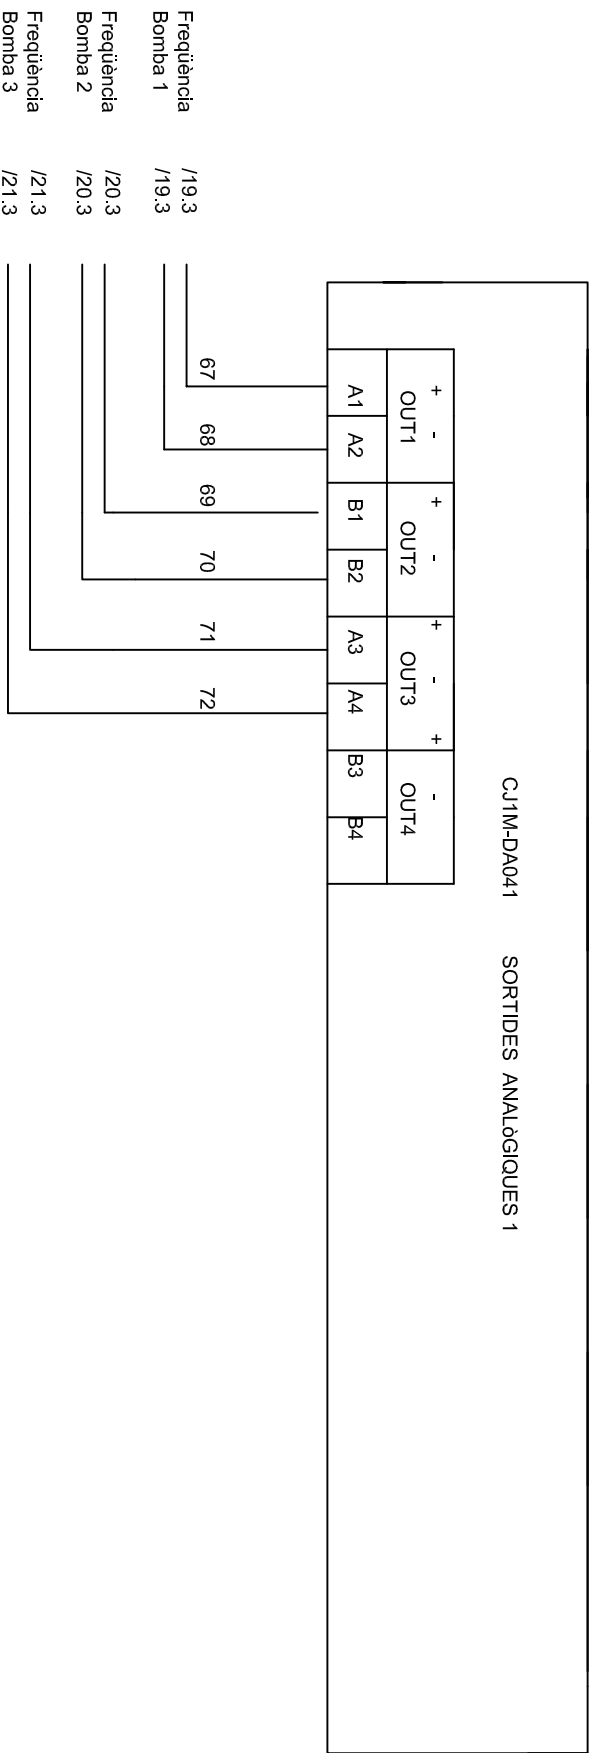 CJ1M-DA041 SORTIDES ANALòGIQUES 1
+ - + - + - + -
OUT1 OUT2 OUT3 OUT4
A1 A2 B1 B2 A3 A4 B3 B4
67 68 69 70 71 72
Freqüència /19.3
Bomba 1 /19.3
Freqüència /20.3
Bomba 2 /20.3
Freqüència /21.3
Bomba 3 /21.3